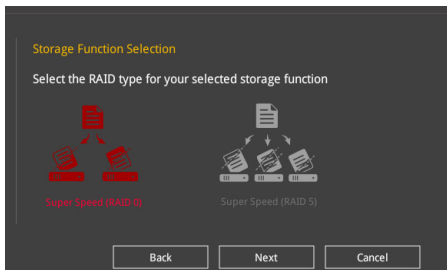 Storage Function Selection
Select the RAID type for your selected storage function
Super Speed (RAID 0)
Super Speed (RAID 5)
Back
Next
Cancel